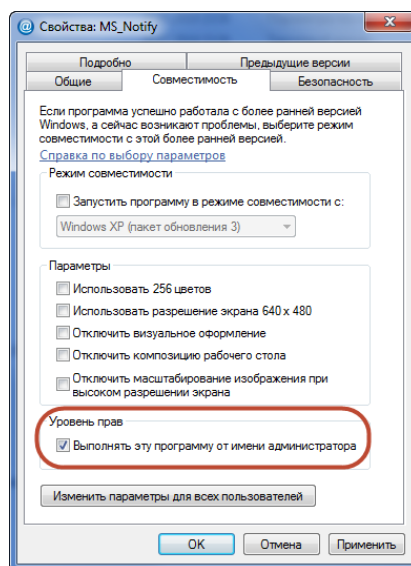 Свойства: MS_Notify
Подробно
Предыдущие версии
Общие
Совместимость
Безопасность
Если программа успешно работала с более ранней версией
Windows, а сейчас возникают проблемы, выберите режим
совместимости с этой более ранней версией.
Справка по выбору параметров
Режим совместимости
Запустить программу в режиме совместимости с:
Windows XP (пакет обновления 3)
Параметры
Использовать 256 цветов
Использовать разрешение экрана 640 x 480
Отключить визуальное оформление
Отключить композицию рабочего стола
Отключить масштабирование изображения при
высоком разрешении экрана
Уровень прав
Выполнять эту программу от имени администратора
Изменить параметры для всех пользователей
OK
Отмена
Применить